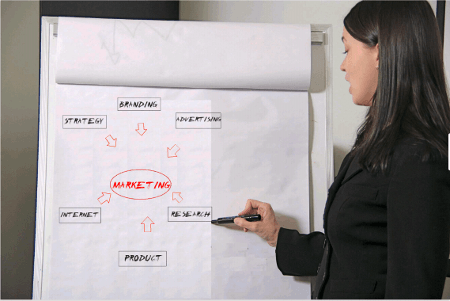 BRANDING
STRATEGY
ADVERTISING
MARKETING
INTERNET
RESEARCH
PRODUCT